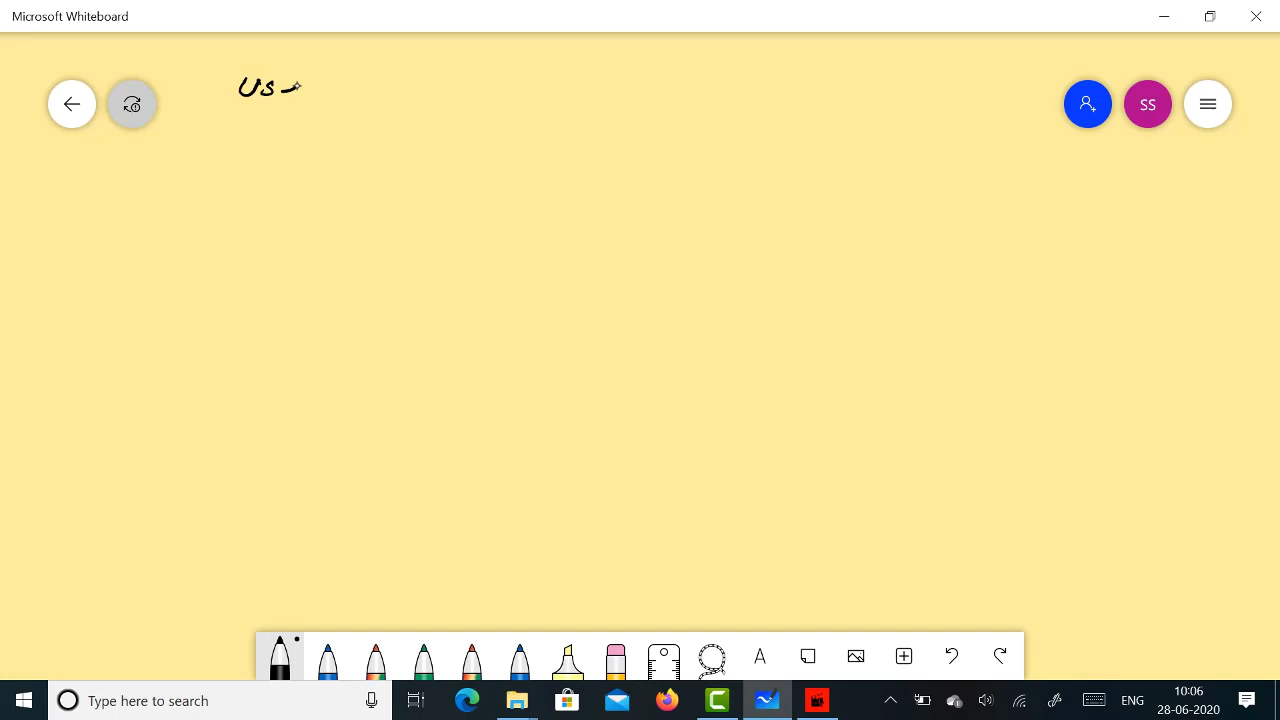 Microsoft Whiteboard
Us -
SS
A
Type here to search
ENG
10:06
28-06-2020